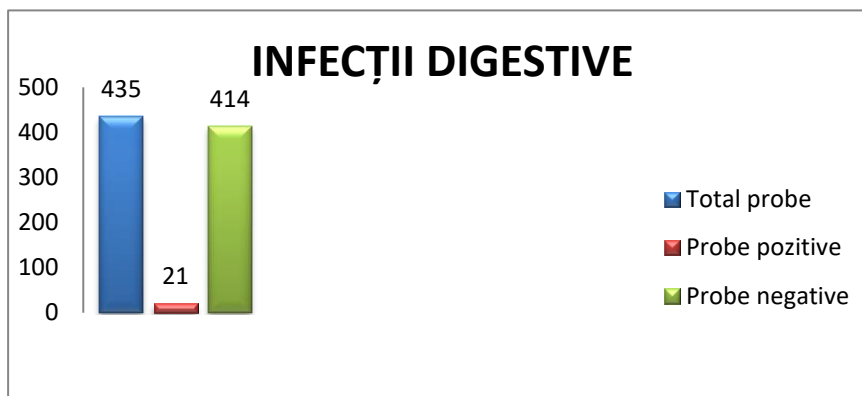 INFECȚII DIGESTIVE
500
400
300
200
100
0
435
21
414
Total probe
Probe pozitive
Probe negative